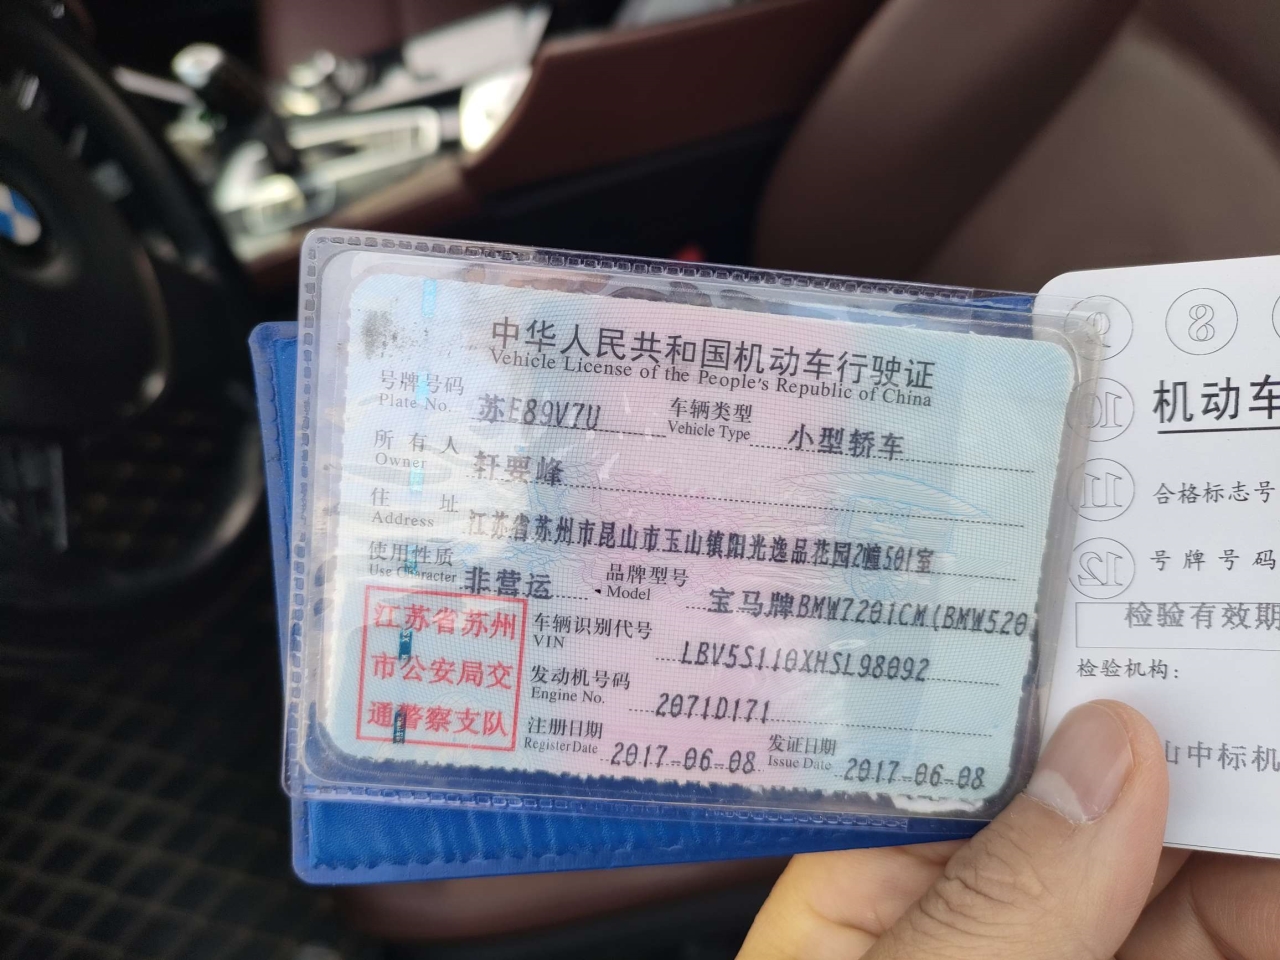 中华人民共和国机动车行驶证
Vehicle License of the People's Republic of China
号牌号码
Plate No.
苏E89V7U
车辆类型
Vehicle Type
小型轿车
所有人
Owner
轩要峰
住址
Address
江苏省苏州市昆山市玉山镇阳光逸品花园2幢501室
使用性质
Use Character
非营运
品牌型号
Model
宝马牌BMW7201CM(BMW520
江苏省苏州
市公安局交
通警察支队
车辆识别代号
VIN
LBV5S110XHSL98092
发动机号码
Engine No.
2071D171
注册日期
Register Date
2017-06-08
发证日期
Issue Date
2017-06-08
8
9
10
11
12
机动车
合格标志号
号牌号码
检验有效期
检验机构:
山中标机